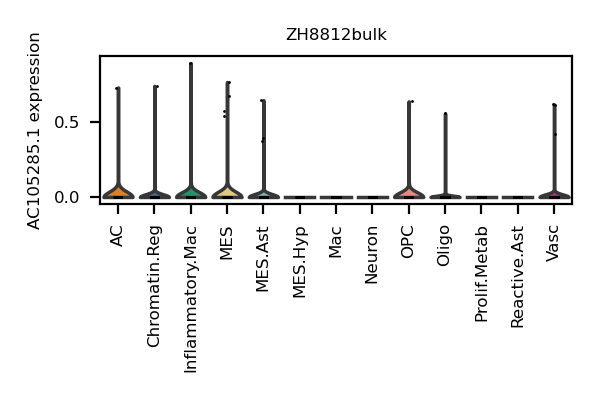 ZH8812bulk
AC105285.1 expression
0.5
0.0
AC
Chromatin.Reg
Inflammatory.Mac
MES
MES.Ast
MES.Hyp
Mac
Neuron
OPC
Oligo
Prolif.Metab
Reactive.Ast
Vasc